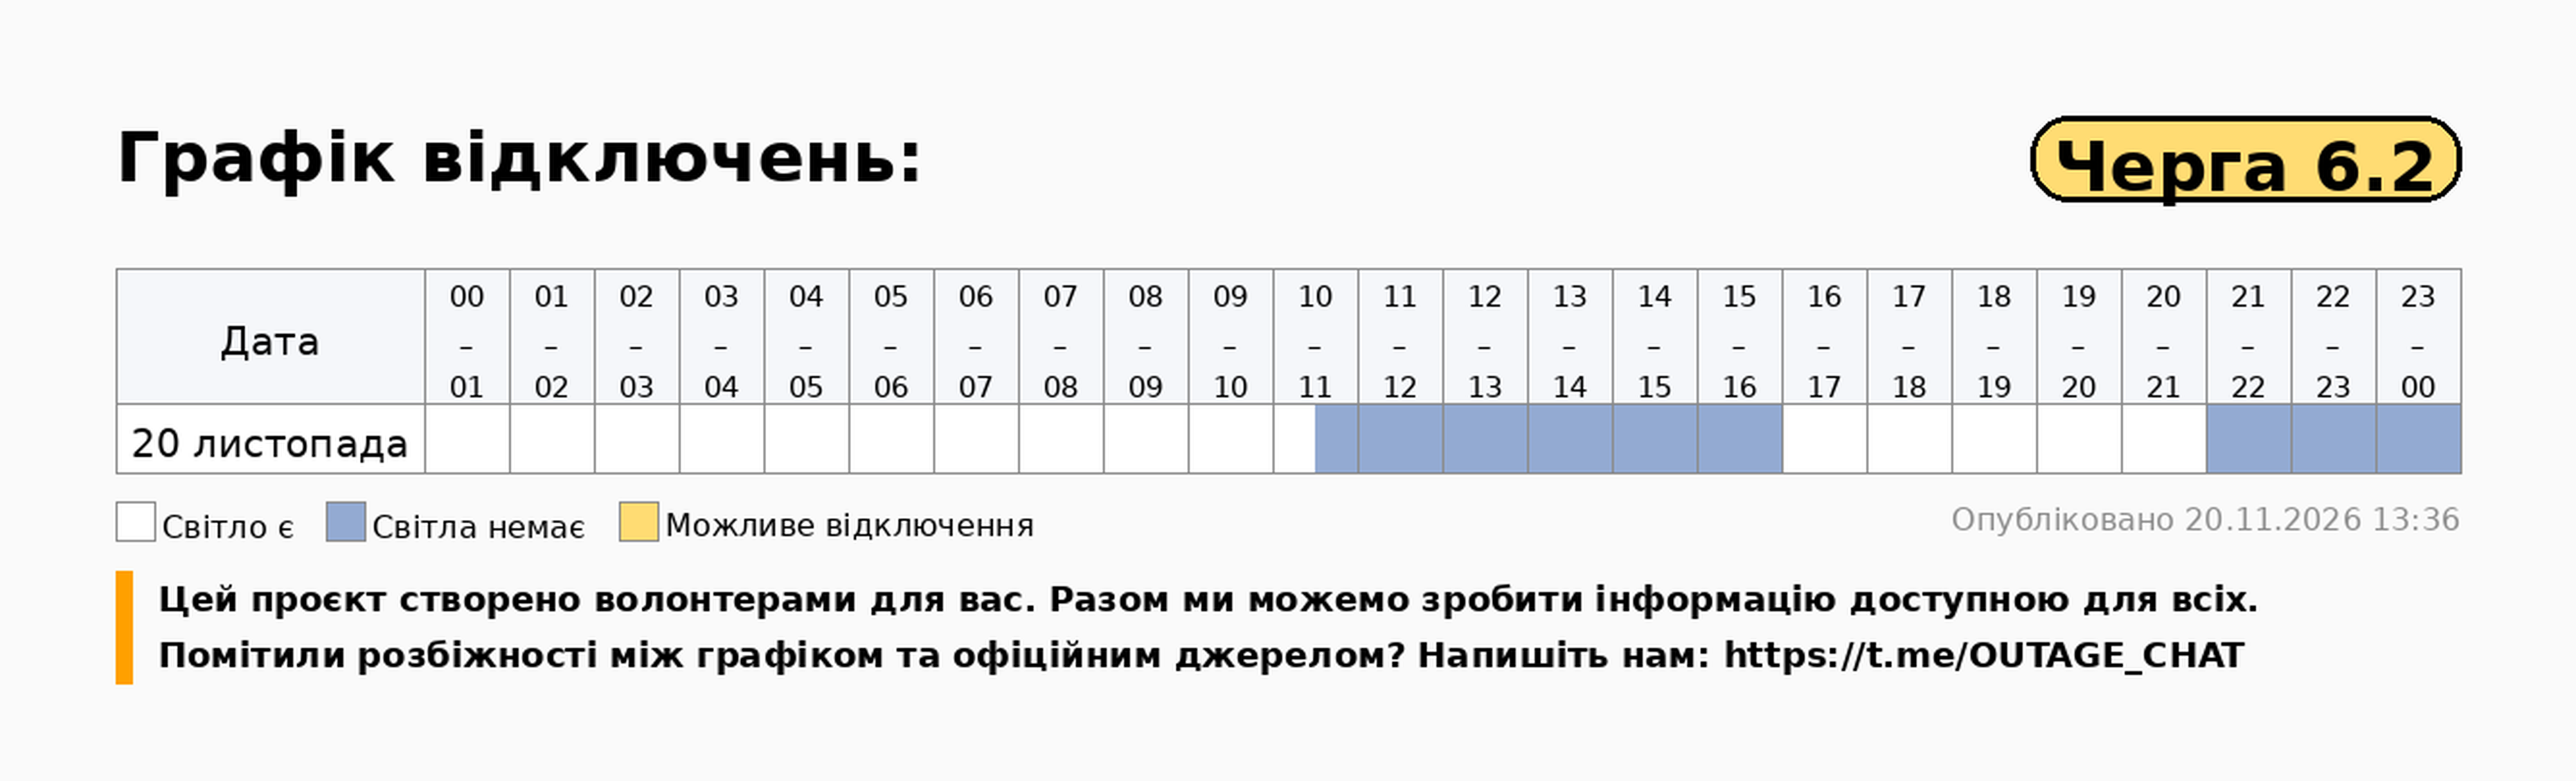 Графік відключень:
Черга 6.2
Дата
00 – 01
01 – 02
02 – 03
03 – 04
04 – 05
05 – 06
06 – 07
07 – 08
08 – 09
09 – 10
10 – 11
11 – 12
12 – 13
13 – 14
14 – 15
15 – 16
16 – 17
17 – 18
18 – 19
19 – 20
20 – 21
21 – 22
22 – 23
23 – 00
20 листопада
Світло є
Світла немає
Можливе відключення
Опубліковано 20.11.2026 13:36
Цей проєкт створено волонтерами для вас. Разом ми можемо зробити інформацію доступною для всіх.
Помітили розбіжності між графіком та офіційним джерелом? Напишіть нам: https://t.me/OUTAGE_CHAT